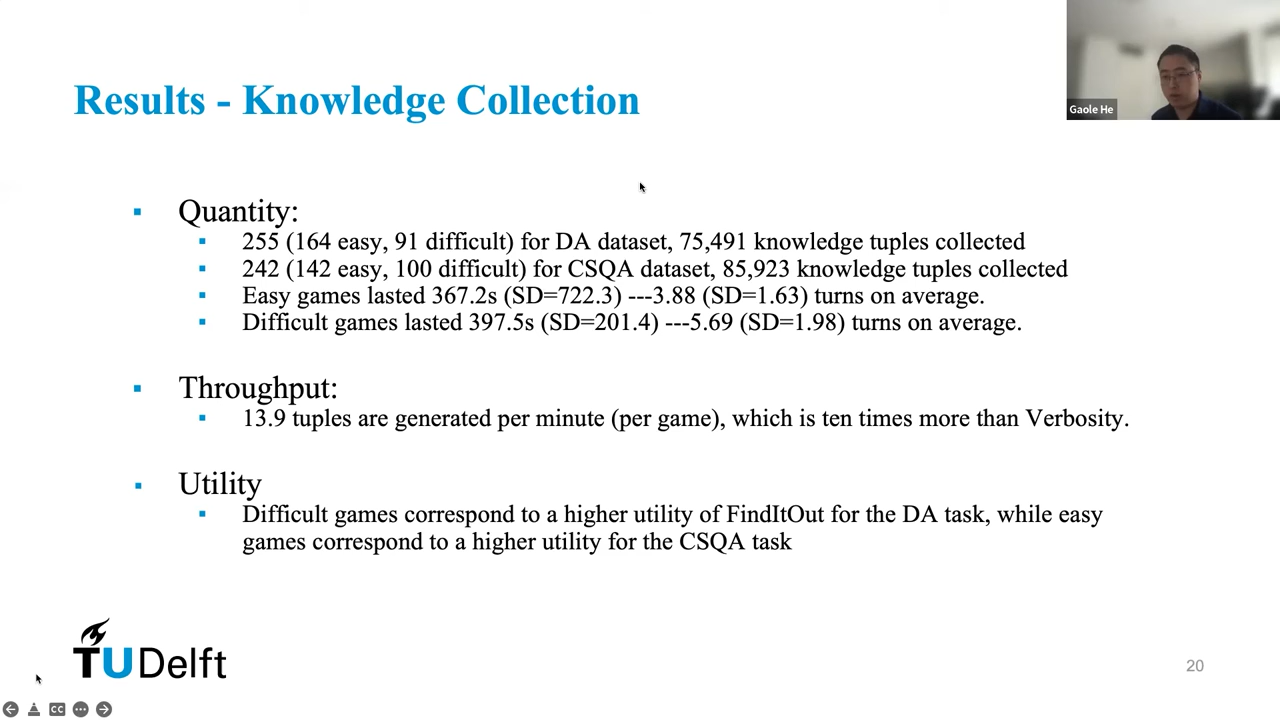 Gaole He
Results - Knowledge Collection
Quantity:
255 (164 easy, 91 difficult) for DA dataset, 75,491 knowledge tuples collected
242 (142 easy, 100 difficult) for CSQA dataset, 85,923 knowledge tuples collected
Easy games lasted 367.2s (SD=722.3) ---3.88 (SD=1.63) turns on average.
Difficult games lasted 397.5s (SD=201.4) ---5.69 (SD=1.98) turns on average.
Throughput:
13.9 tuples are generated per minute (per game), which is ten times more than Verbosity.
Utility
Difficult games correspond to a higher utility of FindItOut for the DA task, while easy
games correspond to a higher utility for the CSQA task
TUDelft
20
CC